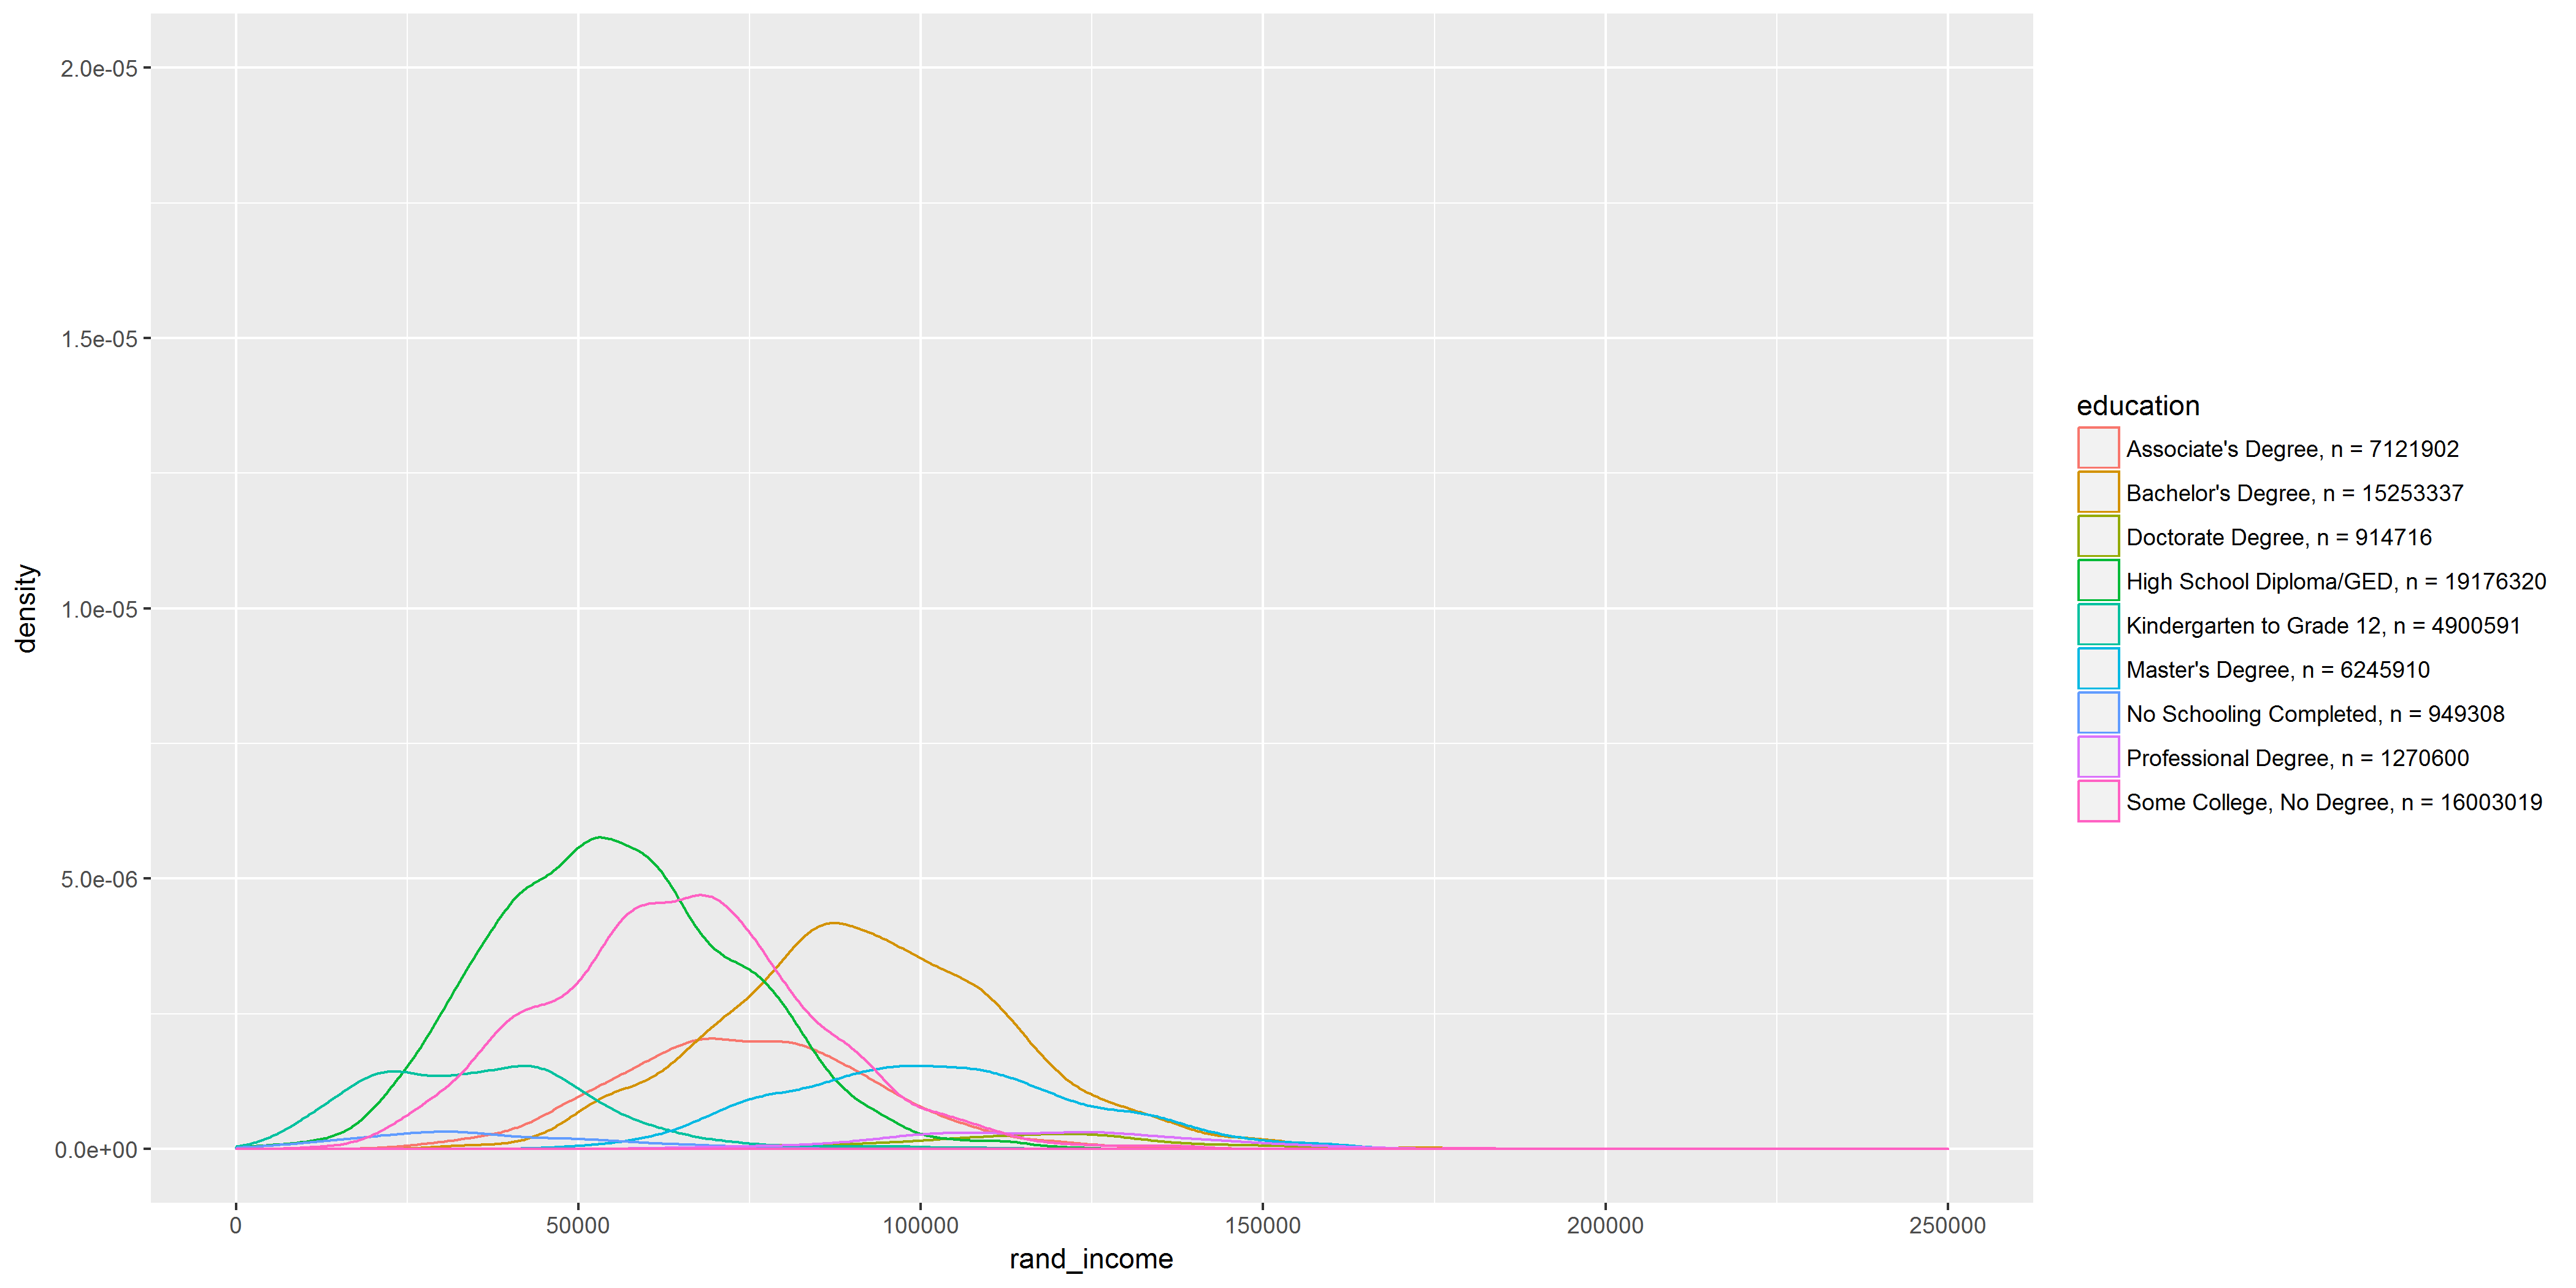 2.0e-05
1.5e-05
1.0e-05
5.0e-06
0.0e+00
density
0 50000 100000 150000 200000 250000
rand_income
education
Associate's Degree, n = 7121902
Bachelor's Degree, n = 15253337
Doctorate Degree, n = 914716
High School Diploma/GED, n = 19176320
Kindergarten to Grade 12, n = 4900591
Master's Degree, n = 6245910
No Schooling Completed, n = 949308
Professional Degree, n = 1270600
Some College, No Degree, n = 16003019